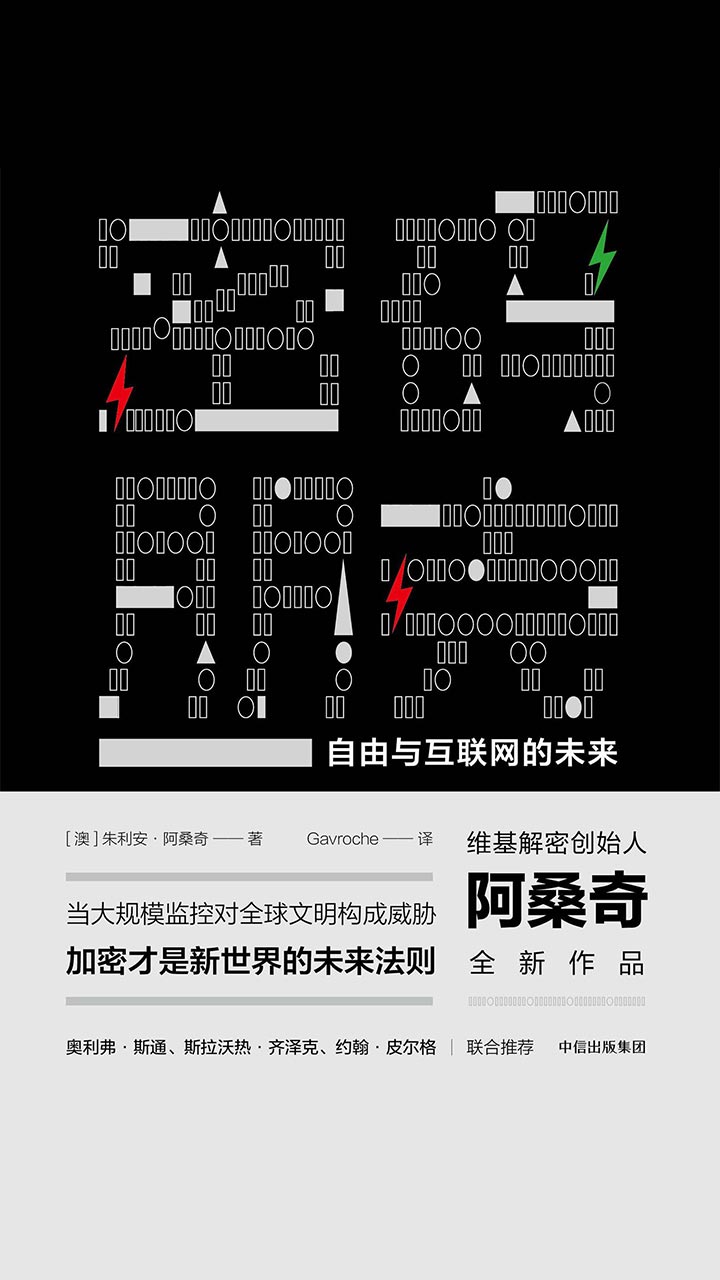 密码
朋克
自由与互联网的未来
[澳]朱利安·阿桑奇 —— 著 Gavroche —— 译
当大规模监控对全球文明构成威胁
加密才是新世界的未来法则
维基解密创始人
阿桑奇
全新作品
奥利弗·斯通、斯拉沃热·齐泽克、约翰·皮尔格 | 联合推荐 中信出版集团